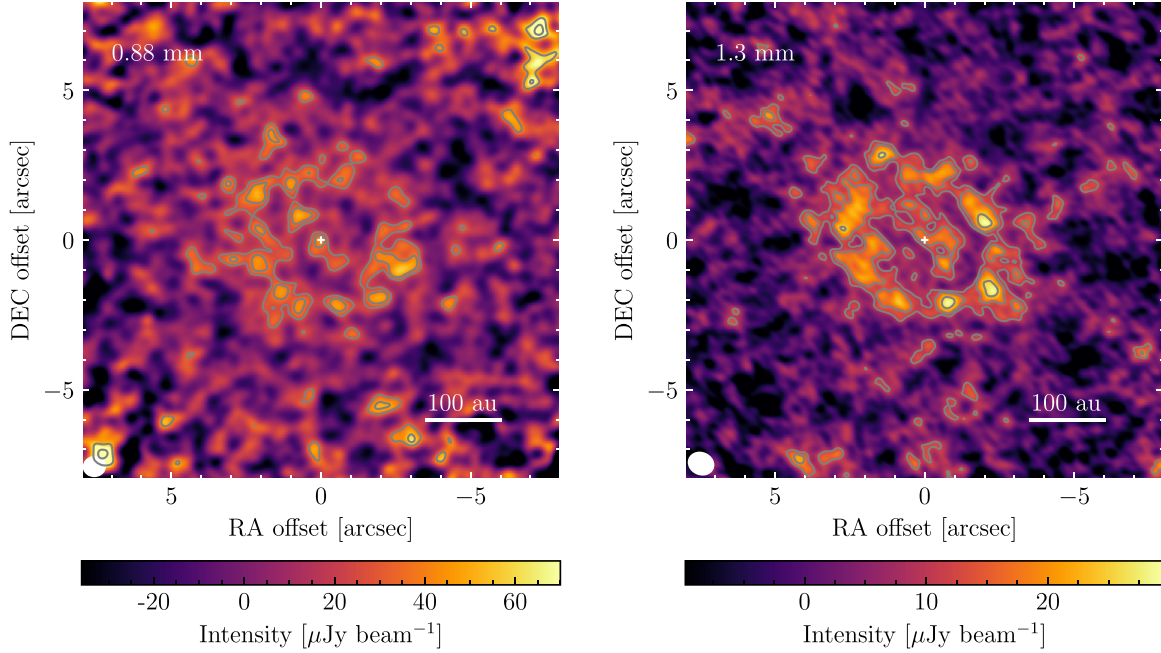 0.88 mm
5
0
−5
DEC offset [arcsec]
100 au
5
0
−5
RA offset [arcsec]
-20
0
20
40
60
Intensity [μJy beam⁻¹]
1.3 mm
5
0
−5
DEC offset [arcsec]
100 au
5
0
−5
RA offset [arcsec]
0
10
20
Intensity [μJy beam⁻¹]